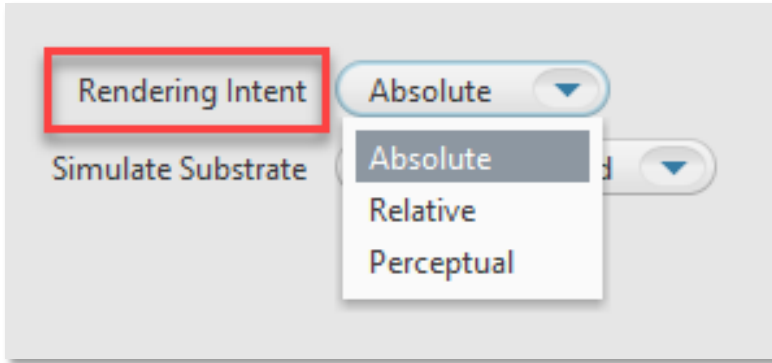 Rendering Intent Absolute
Simulate Substrate
Absolute
Relative
Perceptual